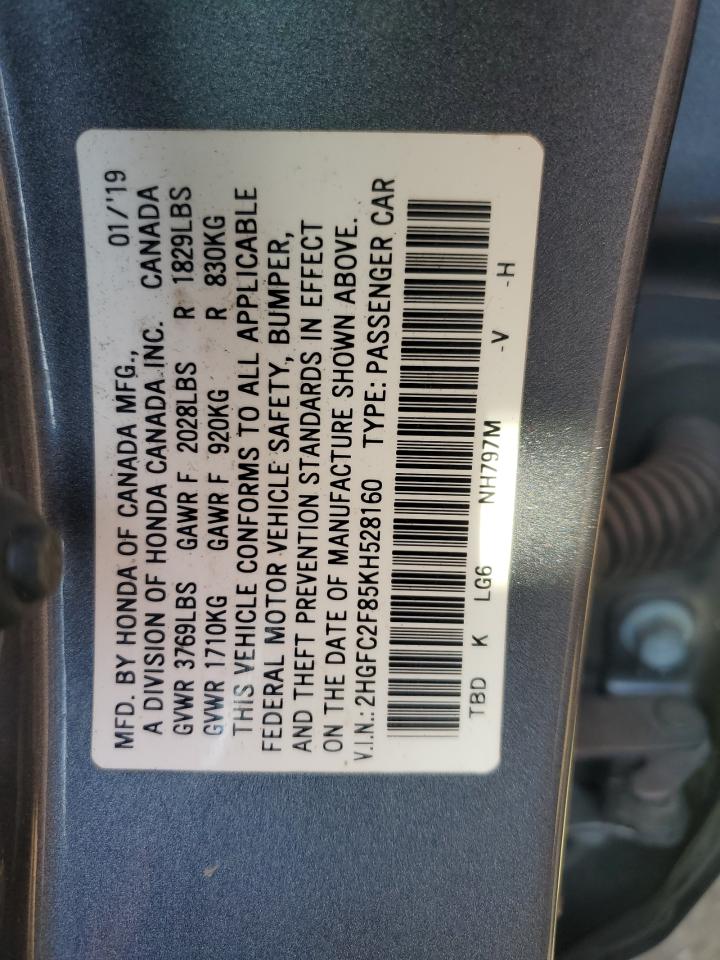 MFD. BY HONDA OF CANADA MFG., 01/'19
A DIVISION OF HONDA CANADA INC. CANADA
GVWR 3769LBS GAWR F 2028LBS R 1829LBS
GVWR 1710KG GAWR F 920KG R 830KG
THIS VEHICLE CONFORMS TO ALL APPLICABLE
FEDERAL MOTOR VEHICLE SAFETY, BUMPER,
AND THEFT PREVENTION STANDARDS IN EFFECT
ON THE DATE OF MANUFACTURE SHOWN ABOVE.
V.I.N.: 2HGFC2F85KH528160 TYPE: PASSENGER CAR
TBD K LG6 NH797M -V -H